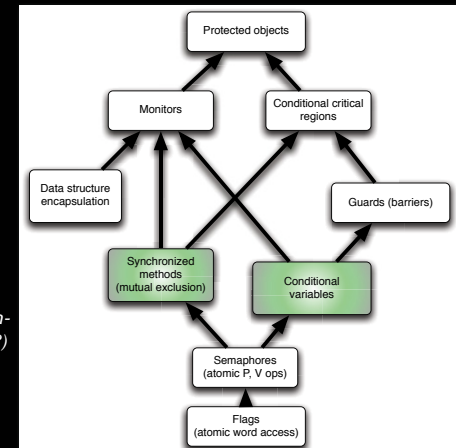 Protected objects
Monitors
Conditional critical
regions
Data structure
encapsulation
Guards (barriers)
Synchronized
methods
(mutual exclusion)
Conditional
variables
Semaphores
(atomic P, V ops)
Flags
(atomic word access)